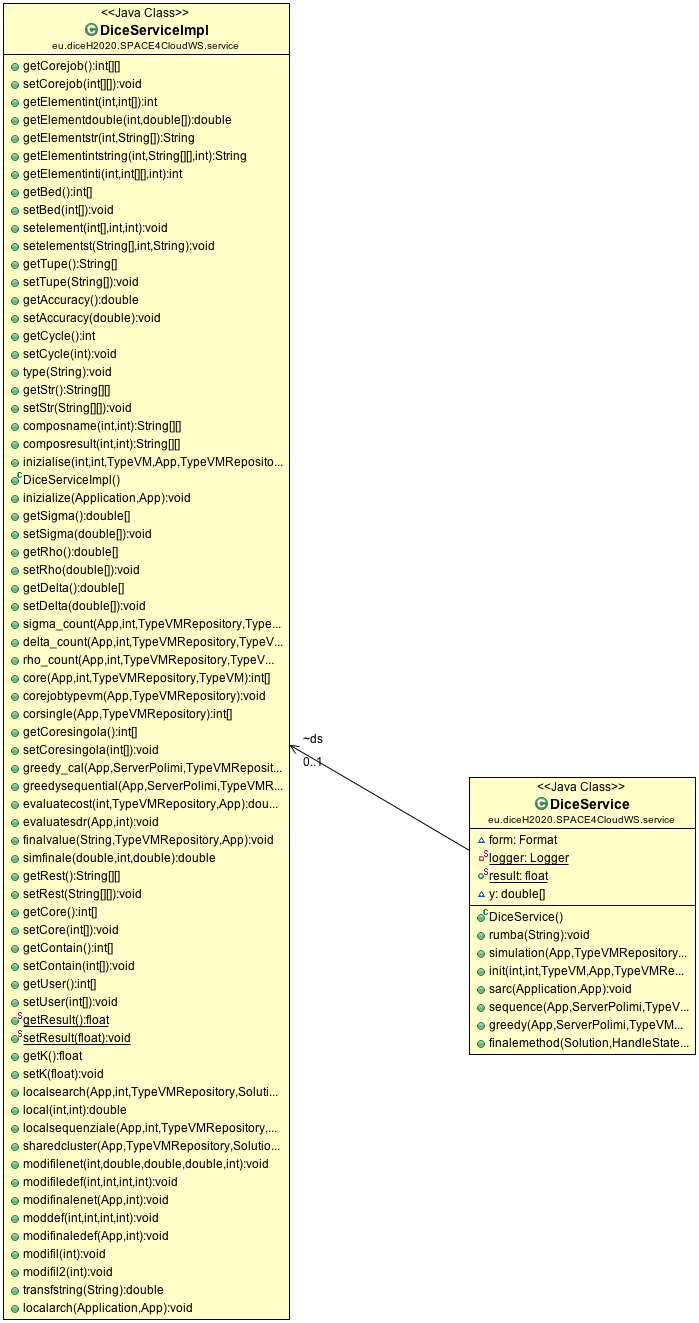 <<Java Class>>
DiceServiceImpl
eu.diceH2020.SPACE4CloudWS.service
getCorejob():int[][]
setCorejob(int[][]):void
getElementint(int,int[]):int
getElementdouble(int,double[]):double
getElementstr(int,String[]):String
getElementintstring(int,String[][],int):String
getElementinti(int,int[][],int):int
getBed():int[]
setBed(int[]):void
setelement(int[],int,int):void
setelementst(String[],int,String):void
getTupe():String[]
setTupe(String[]):void
getAccuracy():double
setAccuracy(double):void
getCycle():int
setCycle(int):void
type(String):void
getStr():String[][]
setStr(String[][]):void
composname(int,int):String[][]
composresult(int,int):String[][]
inizialise(int,int,TypeVM,App,TypeVMReposito...
DiceServiceImpl()
inizialize(Application,App):void
getSigma():double[]
setSigma(double[]):void
getRho():double[]
setRho(double[]):void
getDelta():double[]
setDelta(double[]):void
sigma_count(App,int,TypeVMRepository,Type...
delta_count(App,int,TypeVMRepository,TypeV...
rho_count(App,int,TypeVMRepository,TypeV...
core(App,int,TypeVMRepository,TypeVM):int[]
corejobtypevm(App,TypeVMRepository):void
corsingle(App,TypeVMRepository):int[]
getCoresingola():int[]
setCoresingola(int[]):void
greedy_cal(App,ServerPolimi,TypeVMReposit...
greedysequential(App,ServerPolimi,TypeVMR...
evaluatecost(int,TypeVMRepository,App):dou...
evaluatesdr(App,int):void
finalvalue(String,TypeVMRepository,App):void
simfinale(double,int,double):double
getRest():String[][]
setRest(String[][]):void
getCore():int[]
setCore(int[]):void
getContain():int[]
setContain(int[]):void
getUser():int[]
setUser(int[]):void
getResult():float
setResult(float):void
getK():float
setK(float):void
localsearch(App,int,TypeVMRepository,Soluti...
local(int,int):double
localsequenziale(App,int,TypeVMRepository,...
sharedcluster(App,TypeVMRepository,Solutio...
modifilenet(int,double,double,double,int):void
modifiledef(int,int,int,int):void
modifinalenet(App,int):void
moddef(int,int,int,int):void
modifinaledef(App,int):void
modifil(int):void
modifil2(int):void
transfstring(String):double
localarch(Application,App):void
~ds
0..1
<<Java Class>>
DiceService
eu.diceH2020.SPACE4CloudWS.service
form: Format
logger: Logger
result: float
y: double[]
DiceService()
rumba(String):void
simulation(App,TypeVMRepository...
init(int,int,TypeVM,App,TypeVMRe...
sarc(Application,App):void
sequence(App,ServerPolimi,TypeV...
greedy(App,ServerPolimi,TypeVM...
finalemethod(Solution,HandleState...